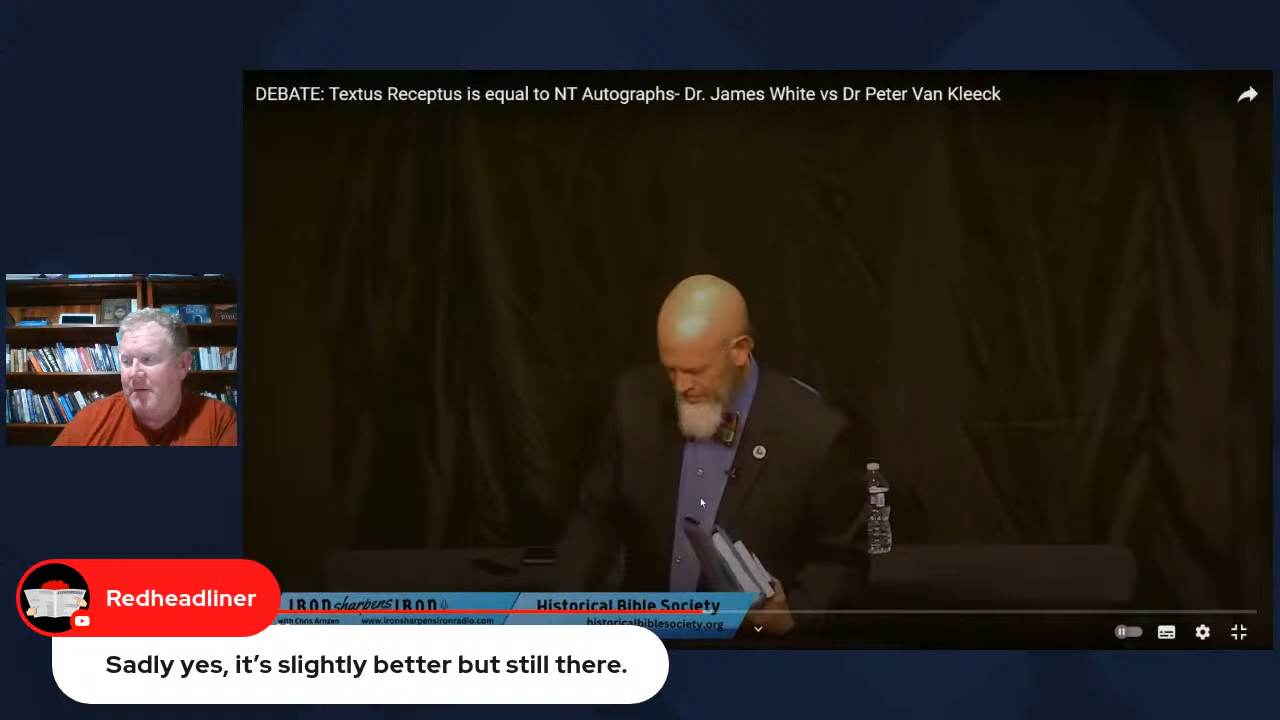 DEBATE: Textus Receptus is equal to NT Autographs- Dr. James White vs Dr Peter Van Kleeck
IRON sharpens IRON
with Chris Arnzen www.ironsharpensironradio.com
Historical Bible Society
historicalbiblesociety.org
Redheadliner
Sadly yes, it’s slightly better but still there.